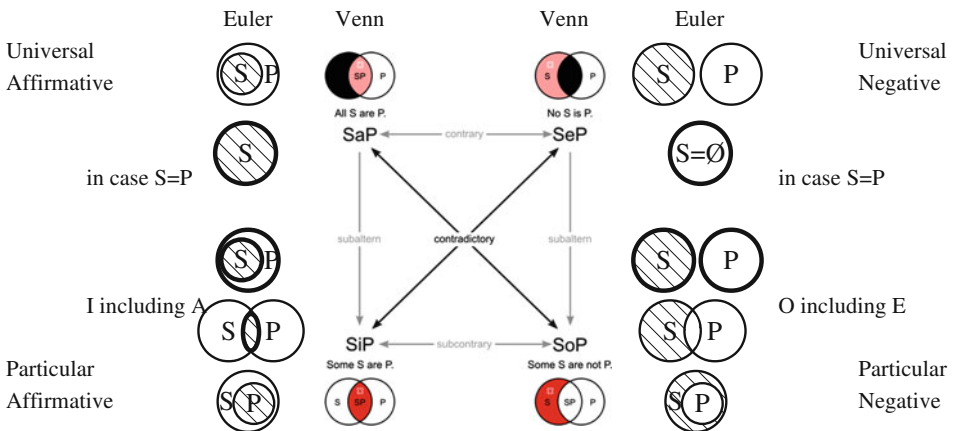 Euler Venn Venn Euler
Universal
Affirmative
S P
SP P
S
S P
Universal
Negative
All S are P.
No S is P.
SaP contrary SeP
S
S=Ø
in case S=P
in case S=P
subaltern contradictory subaltern
S P
S P
I including A
O including E
S P
S P
SiP subcontrary SoP
Some S are P.
Some S are not P.
Particular
Affirmative
S P
S SP P
S SP P
S P
Particular
Negative